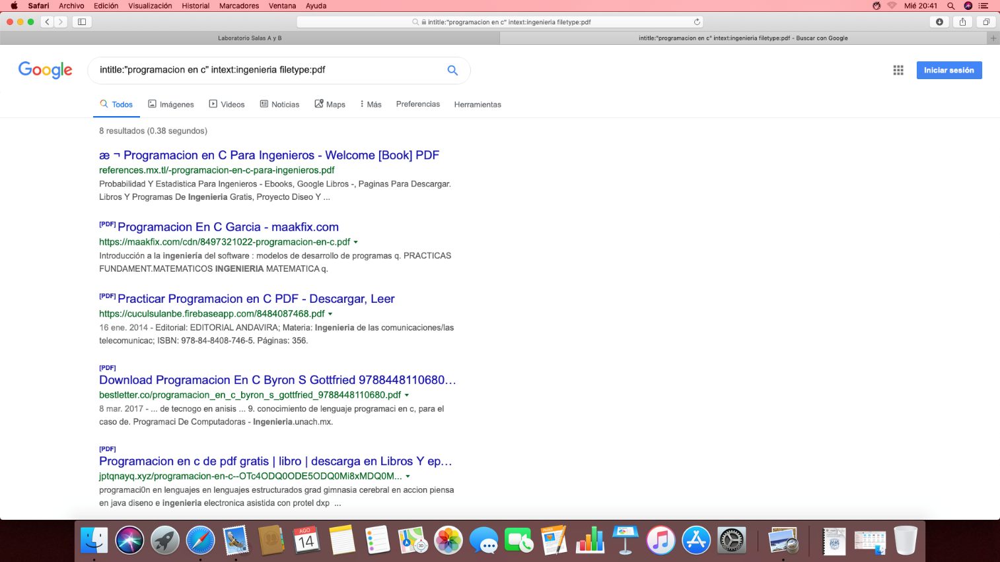 Safari Archivo Edición Visualización Historial Marcadores Ventana Ayuda Mié 20:41
intitle:"programacion en c" intext:ingenieria filetype:pdf
Laboratorio Salas A y B
intitle:"programacion en c" intext:ingenieria filetype:pdf - Buscar con Google
Google
intitle:"programacion en c" intext:ingenieria filetype:pdf
Iniciar sesión
Todos Imágenes Videos Noticias Maps Más Preferencias Herramientas
8 resultados (0.38 segundos)
æ ¬ Programacion en C Para Ingenieros - Welcome [Book] PDF
references.mx.tl/-programacion-en-c-para-ingenieros.pdf
Probabilidad Y Estadistica Para Ingenieros - Ebooks, Google Libros -, Paginas Para Descargar.
Libros Y Programas De Ingenieria Gratis, Proyecto Diseo Y ...
[PDF] Programacion En C Garcia - maakfix.com
https://maakfix.com/cdn/8497321022-programacion-en-c.pdf
Introducción a la ingeniería del software : modelos de desarrollo de programas q. PRACTICAS
FUNDAMENT.MATEMATICOS INGENIERIA MATEMATICA q.
[PDF] Practicar Programacion en C PDF - Descargar, Leer
https://cuculsulanbe.firebaseapp.com/8484087468.pdf
16 ene. 2014 - Editorial: EDITORIAL ANDAVIRA; Materia: Ingenieria de las comunicaciones/las
telecomunicac; ISBN: 978-84-8408-746-5. Páginas: 356.
[PDF]
Download Programacion En C Byron S Gottfried 9788448110680...
bestletter.co/programacion_en_c_byron_s_gottfried_9788448110680.pdf
8 mar. 2017 - ... de tecnogo en anisis ... 9. conocimiento de lenguaje programaci en c, para el
caso de. Programaci De Computadoras - Ingenieria.unach.mx.
[PDF]
Programacion en c de pdf gratis | libro | descarga en Libros Y ep...
jptqnayq.xyz/programacion-en-c--OTc4ODQ0ODE5ODQ0Mi8xMDQ0M...
programaci0n en lenguajes en lenguajes estructurados grad gimnasia cerebral en accion piensa
en java diseno e ingenieria electronica asistida con protel dxp ...
AGO
14
3D